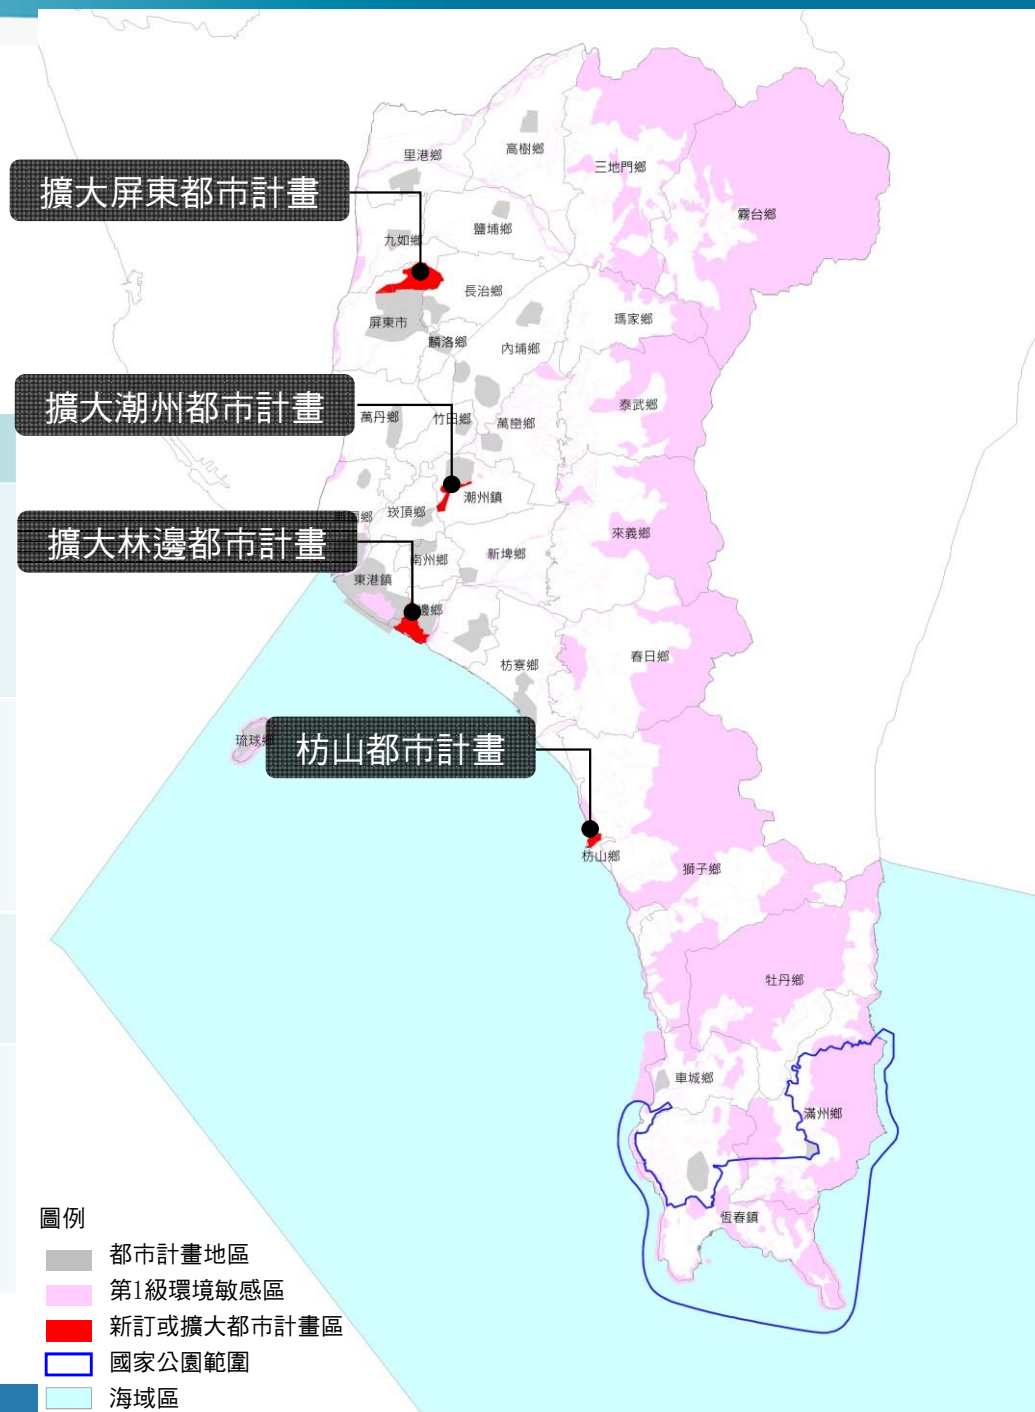 里港鄉
高樹鄉
三地門鄉
擴大屏東都市計畫
霧台鄉
鹽埔鄉
九如鄉
長治鄉
屏東市
瑪家鄉
麟洛鄉
內埔鄉
擴大潮州都市計畫
泰武鄉
萬丹鄉
竹田鄉
萬巒鄉
潮州鎮
崁頂鄉
鄉
擴大林邊都市計畫
來義鄉
南州鄉
新埤鄉
東港鎮
邊鄉
春日鄉
枋寮鄉
琉球鄉
枋山都市計畫
枋山鄉
獅子鄉
牡丹鄉
車城鄉
滿州鄉
恆春鎮
圖例
都市計畫地區
第1級環境敏感區
新訂或擴大都市計畫區
國家公園範圍
海域區